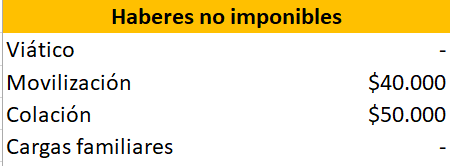 Haberes no imponibles
Viático -
Movilización $40.000
Colación $50.000
Cargas familiares -